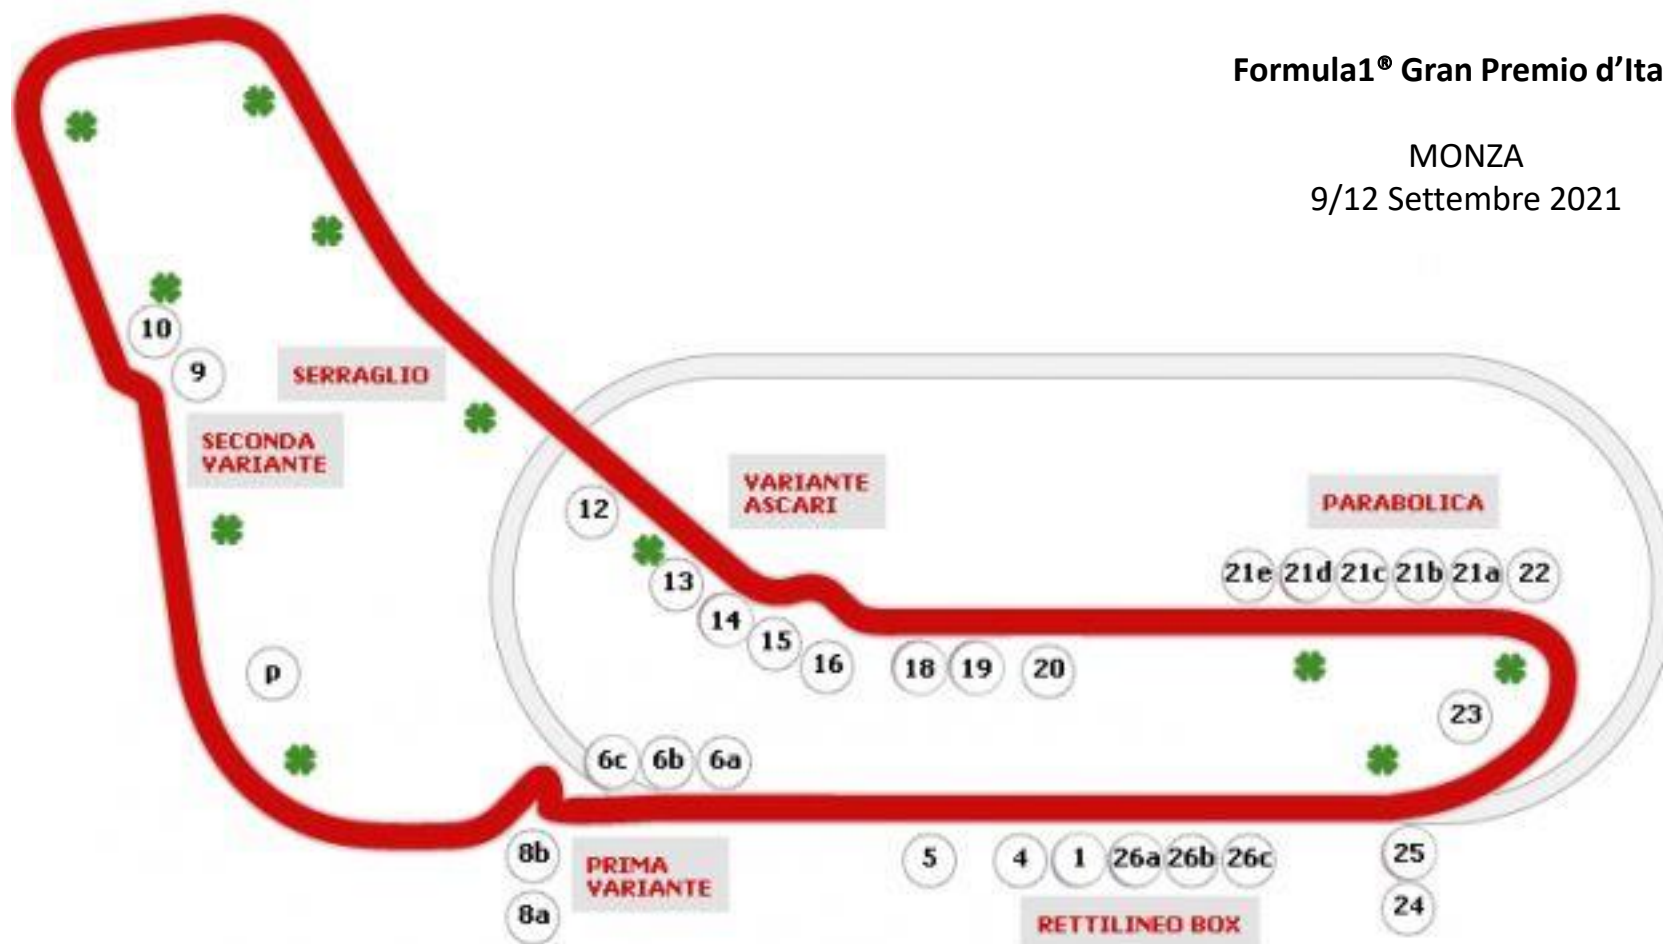 Formula1® Gran Premio d'Ita
MONZA
9/12 Settembre 2021
10
9
SERRAGLIO
SECONDA
VARIANTE
12
VARIANTE
ASCARI
PARABOLICA
13
21e 21d 21c 21b 21a 22
14
15
16
18 19 20
P
23
6c 6b 6a
8b
8a
PRIMA
VARIANTE
5 4 1 26a 26b 26c
25
24
RETTILINEO BOX